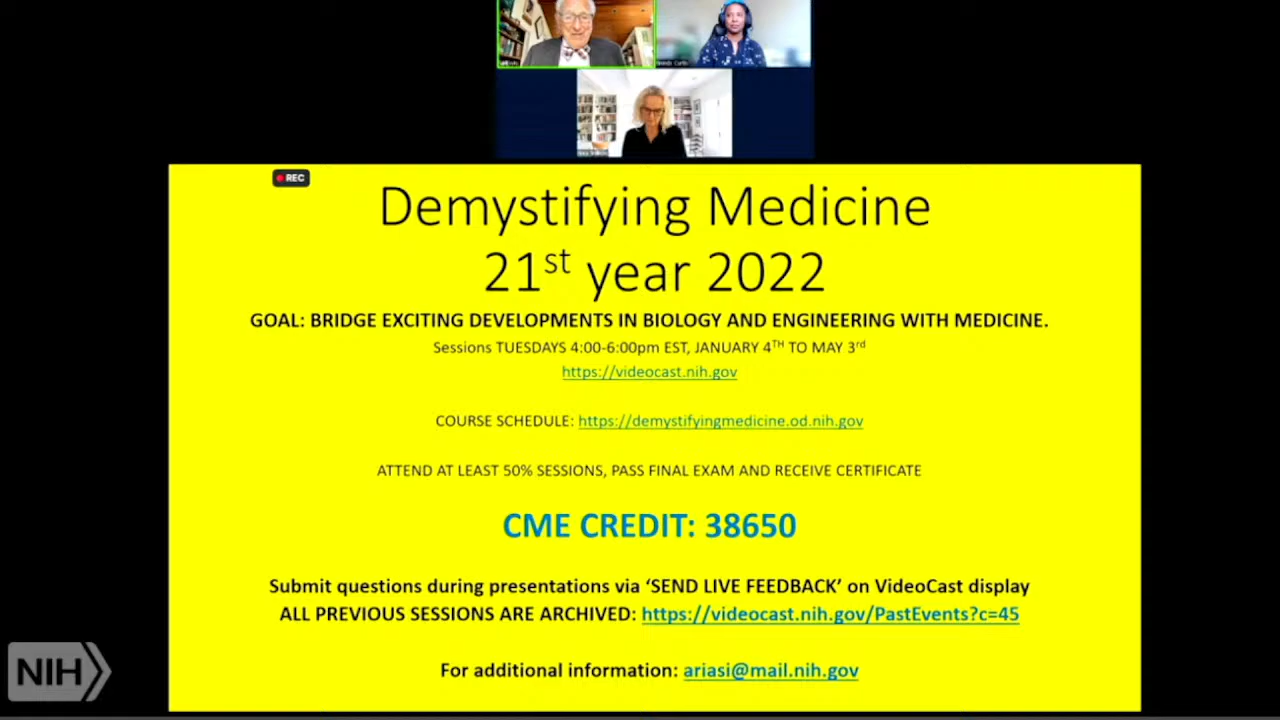 REC
Demystifying Medicine
21st year 2022
GOAL: BRIDGE EXCITING DEVELOPMENTS IN BIOLOGY AND ENGINEERING WITH MEDICINE.
Sessions TUESDAYS 4:00-6:00pm EST, JANUARY 4TH TO MAY 3rd
https://videocast.nih.gov
COURSE SCHEDULE: https://demystifyingmedicine.od.nih.gov
ATTEND AT LEAST 50% SESSIONS, PASS FINAL EXAM AND RECEIVE CERTIFICATE
CME CREDIT: 38650
Submit questions during presentations via ‘SEND LIVE FEEDBACK’ on VideoCast display
ALL PREVIOUS SESSIONS ARE ARCHIVED: https://videocast.nih.gov/PastEvents?c=45
For additional information: ariasi@mail.nih.gov
NIH